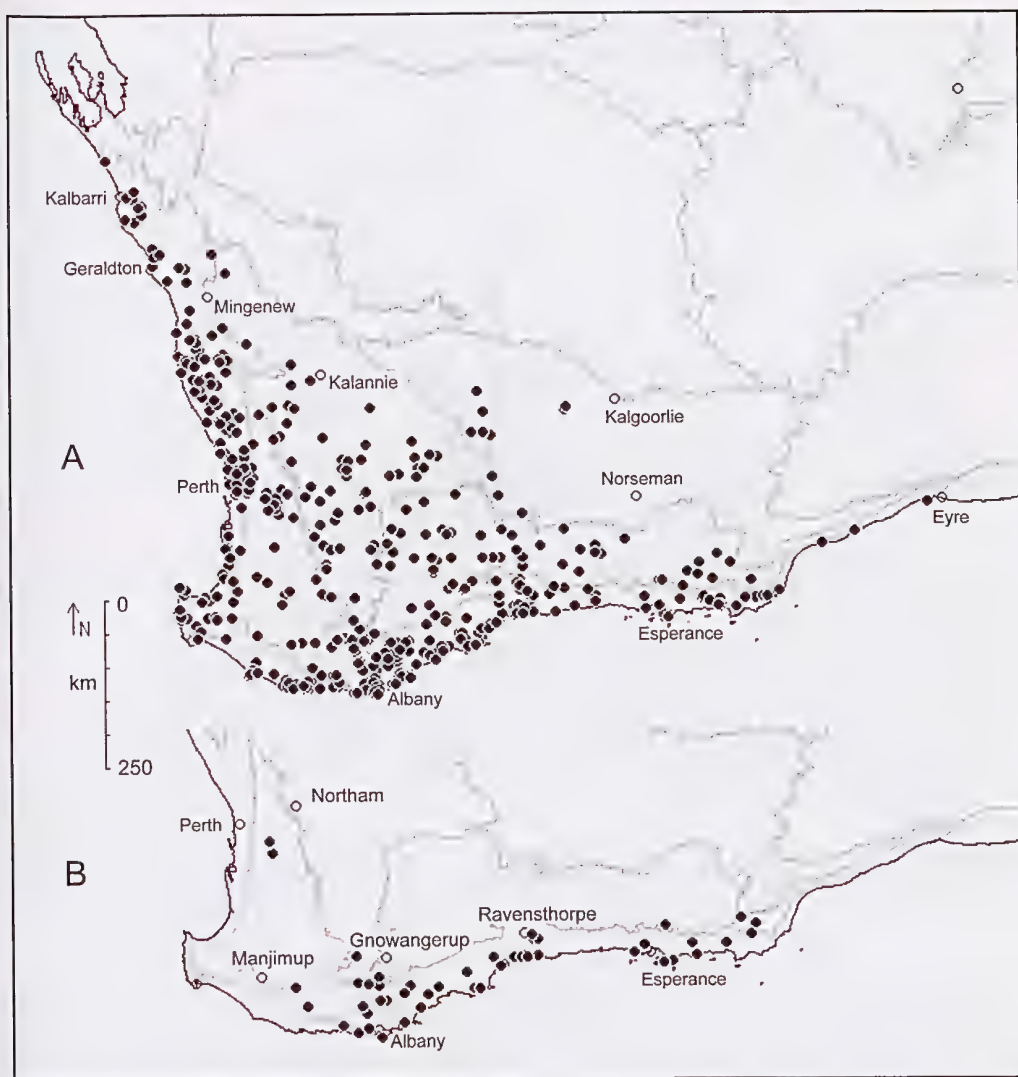 Kalbarri
Geraldton
Mingenew
Kalannie
Kalgoorlie
A
Norseman
Perth
Eyre
0
N
Esperance
km
Albany
250
Northam
Perth
B
Ravensthorpe
Gnowangerup
Manjimup
Esperance
Albany